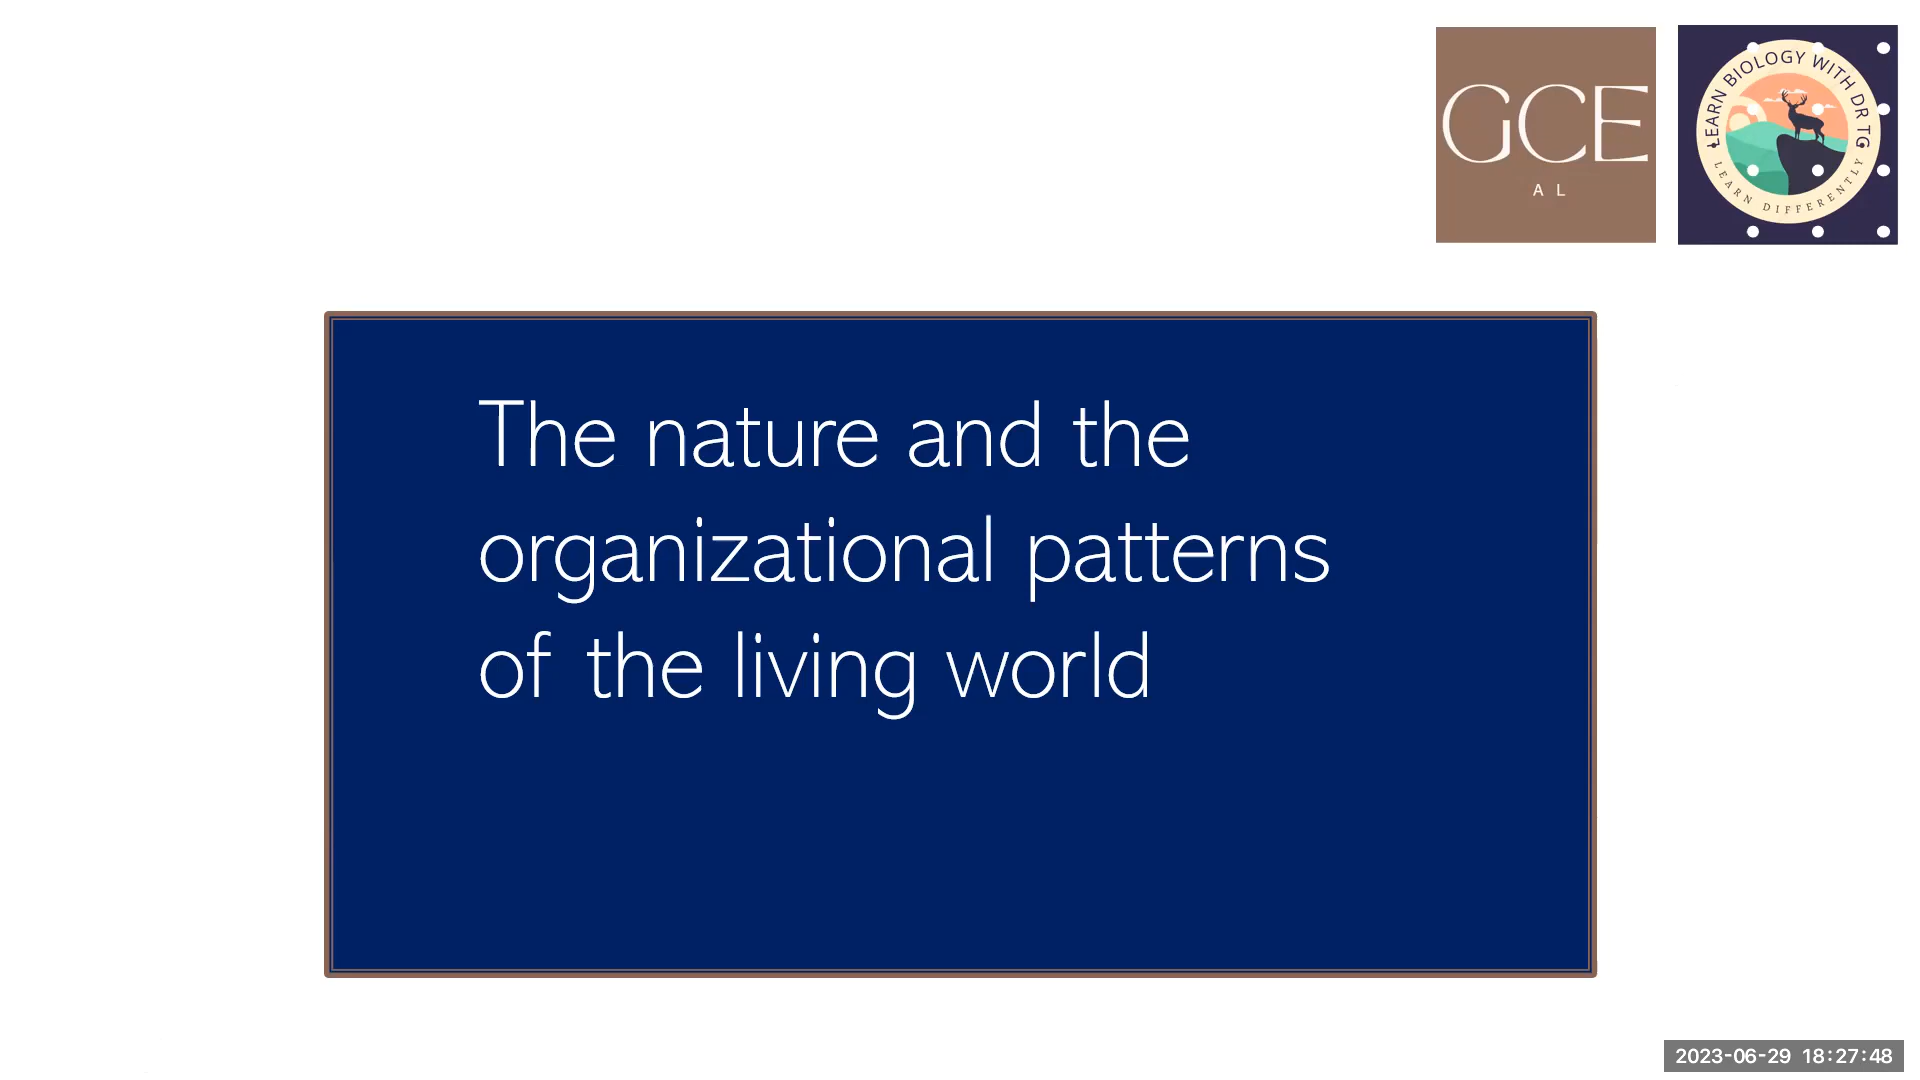 GCE
AL
LEARN BIOLOGY WITH DR TG
LEARN DIFFERENTLY
The nature and the
organizational patterns
of the living world
2023-06-29 18:27:48